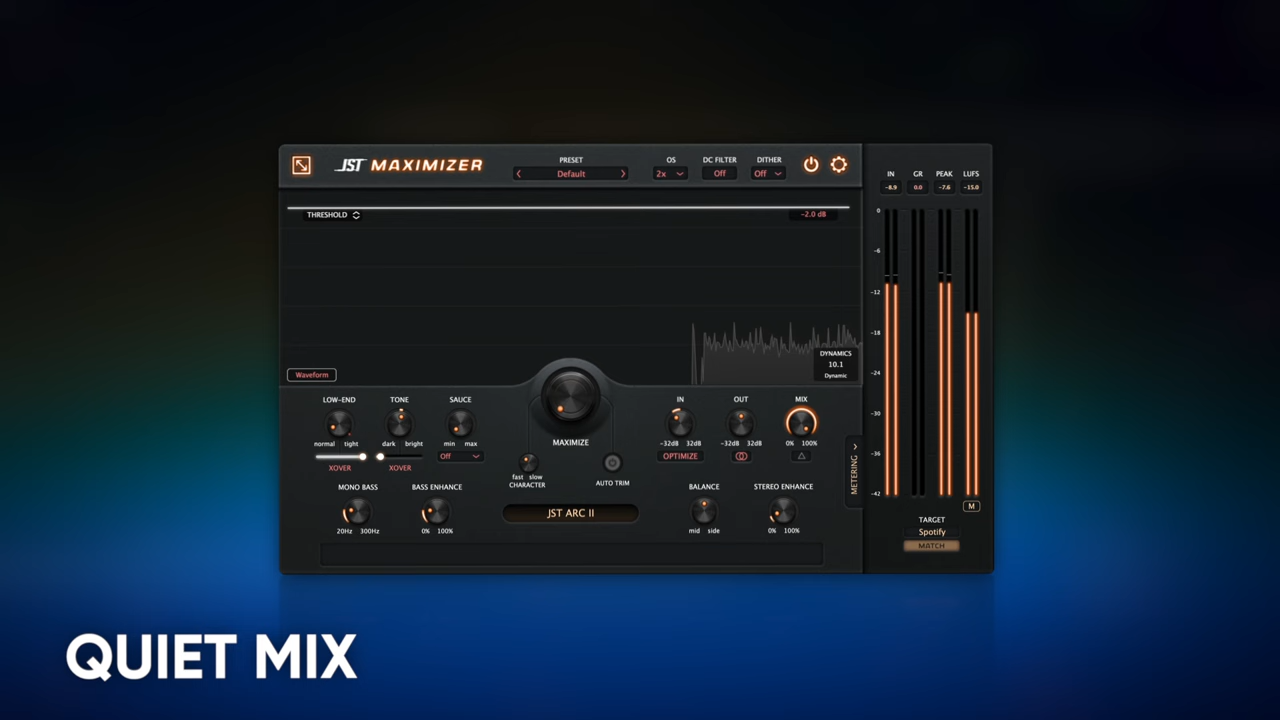 JST MAXIMIZER
PRESET
Default
OS
2x
DC FILTER
Off
DITHER
Off
IN GR PEAK LUFS
-8.9 0.0 -7.6 -15.0
THRESHOLD
-2.0 dB
0
-6
-12
-18
-24
-30
-36
-42
DYNAMICS
10.1
Dynamic
Waveform
LOW-END TONE SAUCE
normal tight dark bright min max
XOVER XOVER Off
MAXIMIZE
fast slow
CHARACTER
AUTO TRIM
IN OUT MIX
-32dB 32dB -32dB 32dB 0% 100%
OPTIMIZE
METERING
MONO BASS BASS ENHANCE
20Hz 300Hz 0% 100%
JST ARC II
BALANCE STEREO ENHANCE
mid side 0% 100%
M
TARGET
Spotify
MATCH
QUIET MIX